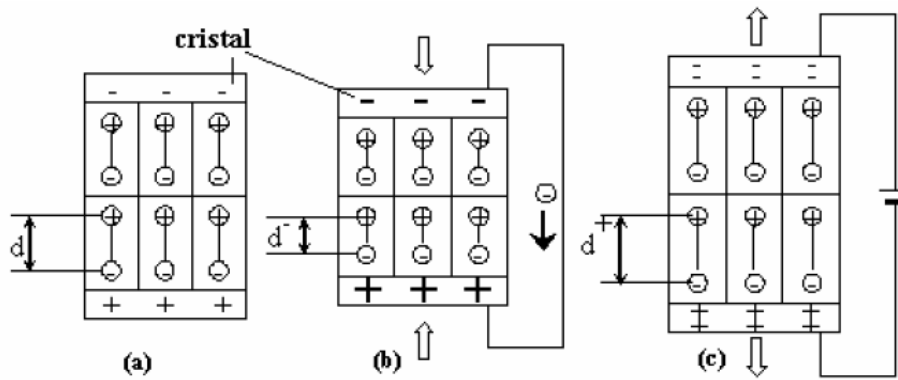 cristal
- - - - - - = = =
+ + + + + + + + +
- - - - - - - - -
d d⁻ d⁺
+ + + + + + + + +
- - - - - - - - -
-
+ + + + + + ‡ ‡ ‡
(a) (b) (c)